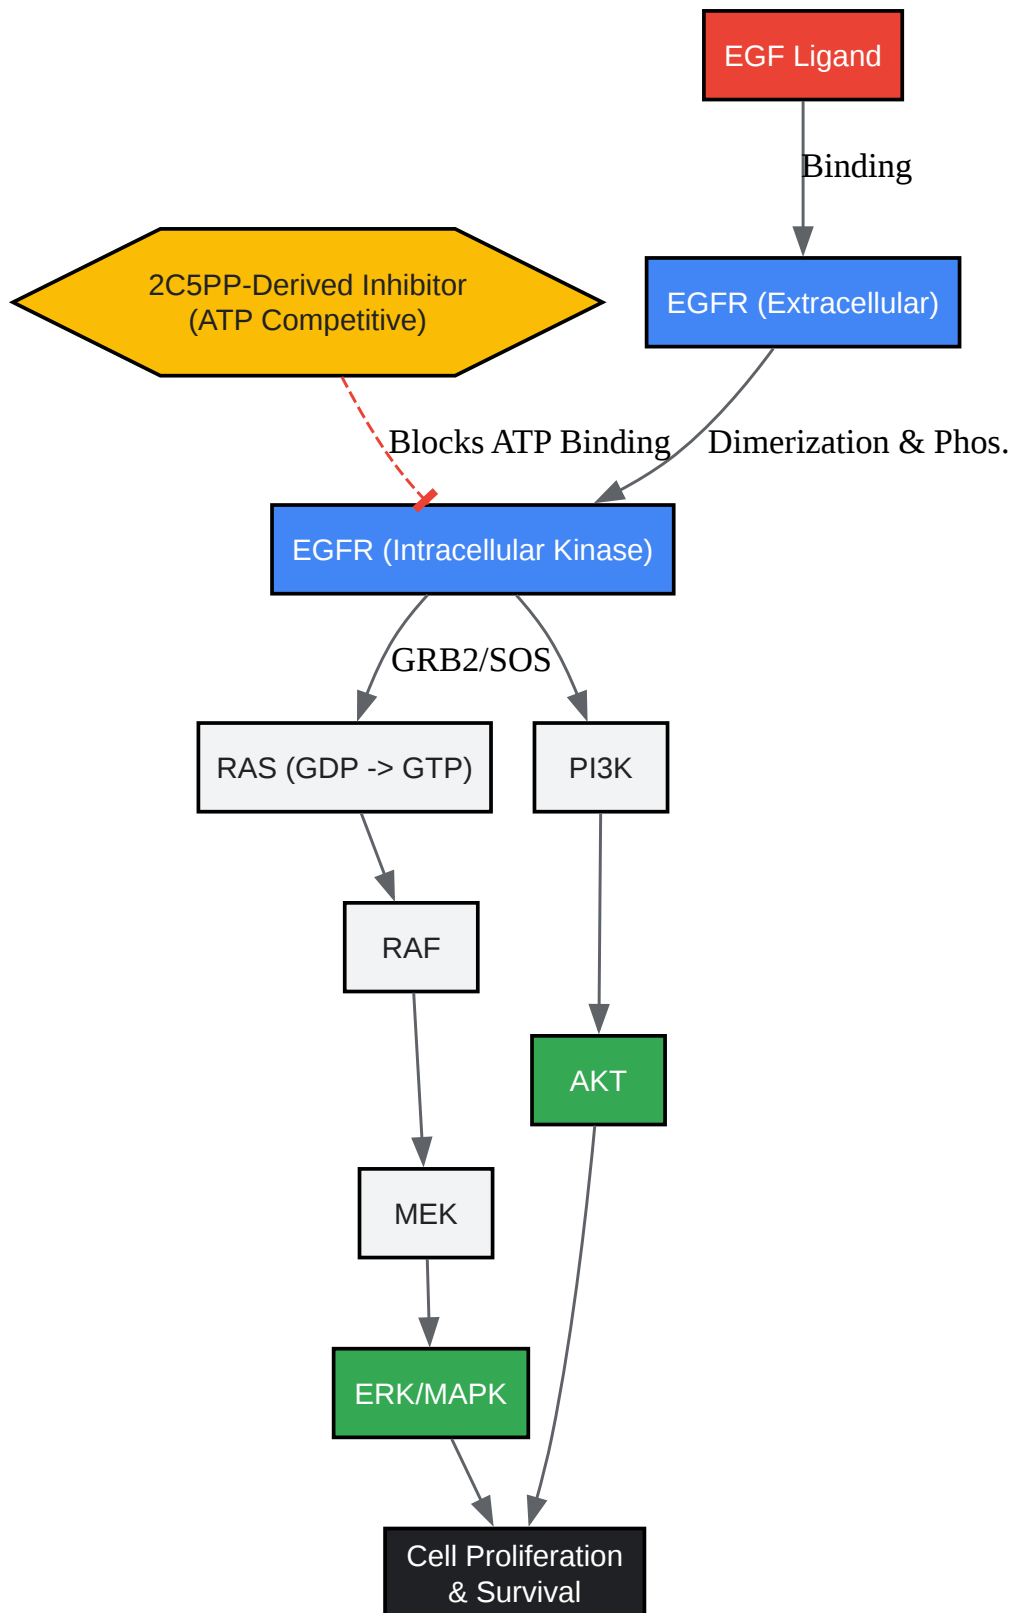 EGF Ligand
Binding
2C5PP-Derived Inhibitor
(ATP Competitive)
EGFR (Extracellular)
Blocks ATP Binding
Dimerization & Phos.
EGFR (Intracellular Kinase)
GRB2/SOS
RAS (GDP -> GTP)
PI3K
RAF
AKT
MEK
ERK/MAPK
Cell Proliferation
& Survival